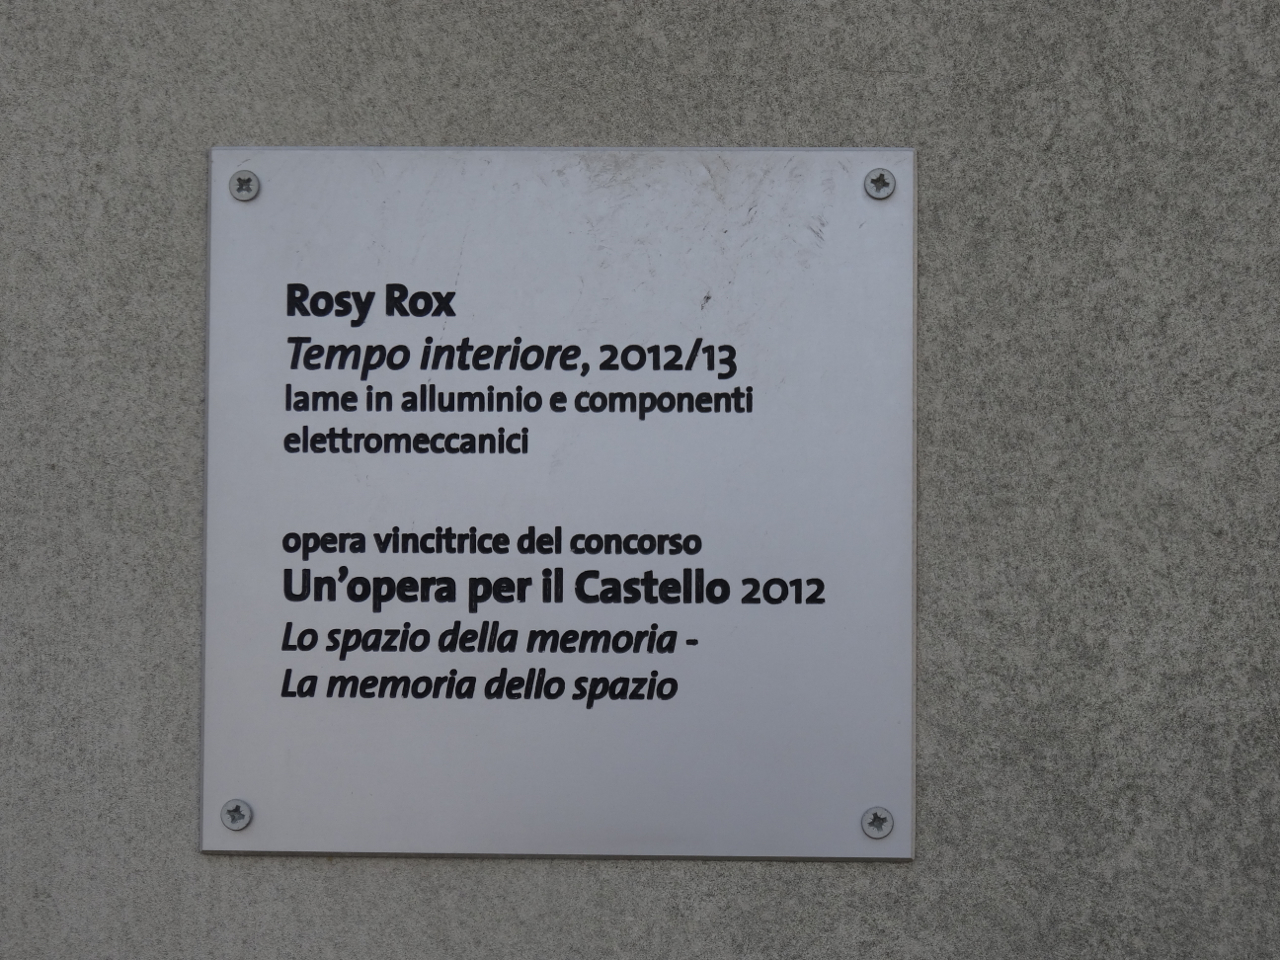 Rosy Rox
Tempo interiore, 2012/13
lame in alluminio e componenti
elettromeccanici
opera vincitrice del concorso
Un’opera per il Castello 2012
Lo spazio della memoria -
La memoria dello spazio